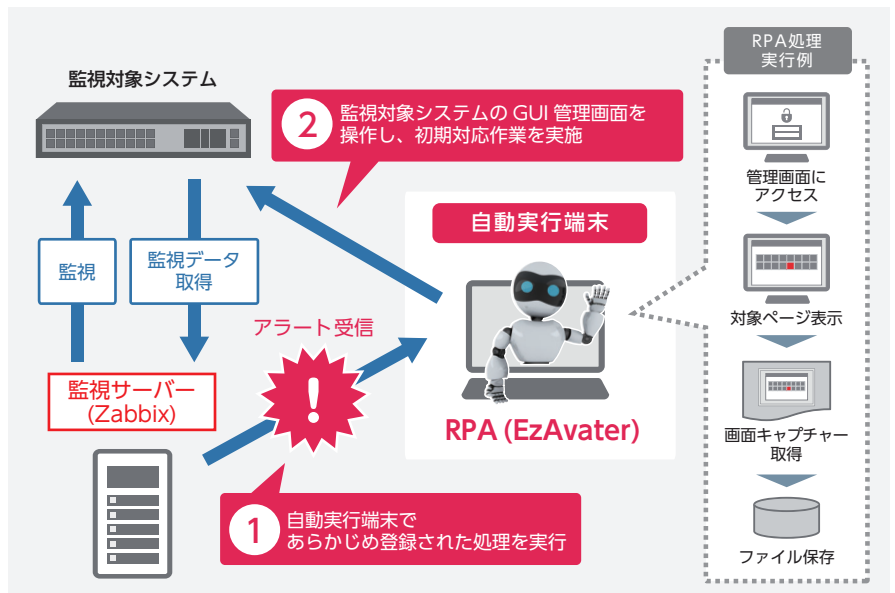 監視対象システム
2
監視対象システムの GUI 管理画面を
操作し、初期対応作業を実施
監視
監視データ
取得
アラート受信
!
監視サーバー
(Zabbix)
自動実行端末
RPA (EzAvater)
1
自動実行端末で
あらかじめ登録された処理を実行
RPA処理
実行例
管理画面に
アクセス
対象ページ表示
画面キャプチャー
取得
ファイル保存